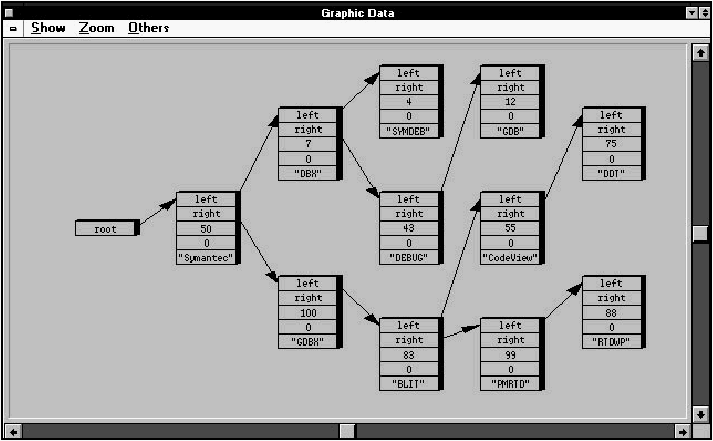 Graphic Data
Show Zoom Others
root
left
right
50
0
"Symantec"
left
right
7
0
"DBX"
left
right
100
0
"GDBX"
left
right
4
0
"SYMDEB"
left
right
43
0
"DEBUG"
left
right
83
0
"BLIT"
left
right
12
0
"GDB"
left
right
55
0
"CodeView"
left
right
99
0
"PMRTD"
left
right
75
0
"DDT"
left
right
88
0
"RTDWP"